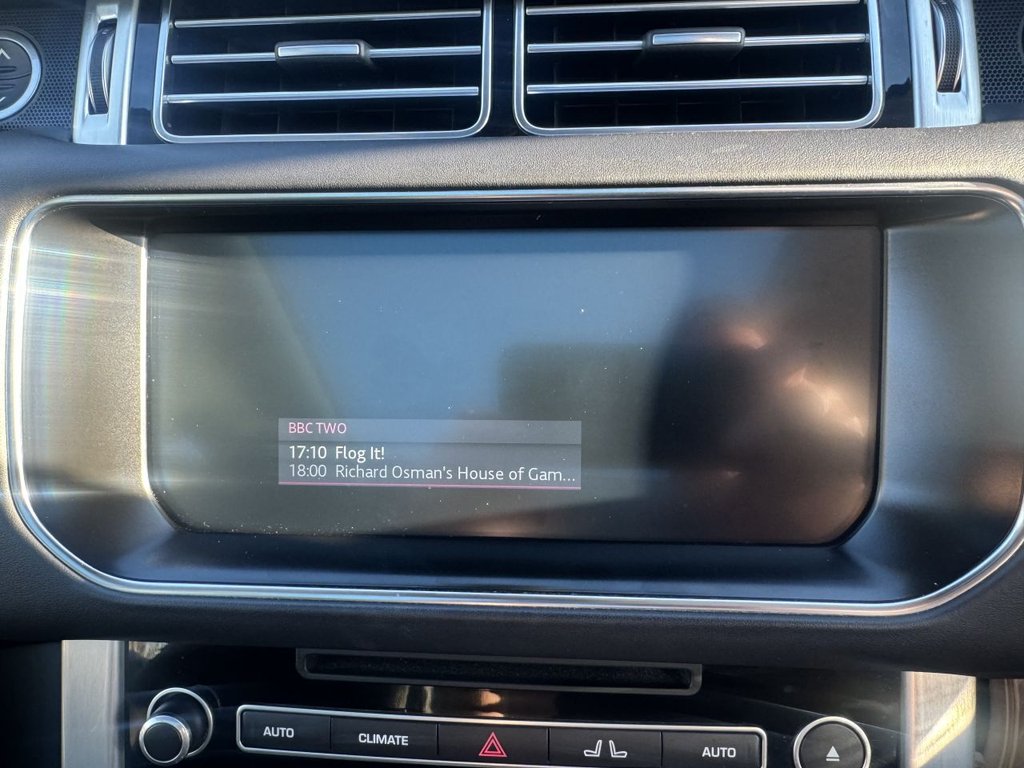 BBC TWO
17:10 Flog It!
18:00 Richard Osman's House of Gam...
AUTO CLIMATE AUTO